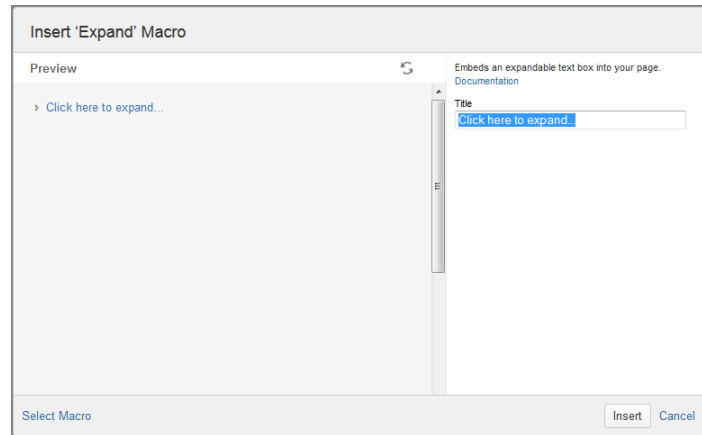 Insert ‘Expand’ Macro
Preview
Embeds an expandable text box into your page.
Documentation
Title
Click here to expand...
› Click here to expand...
Select Macro
Insert
Cancel